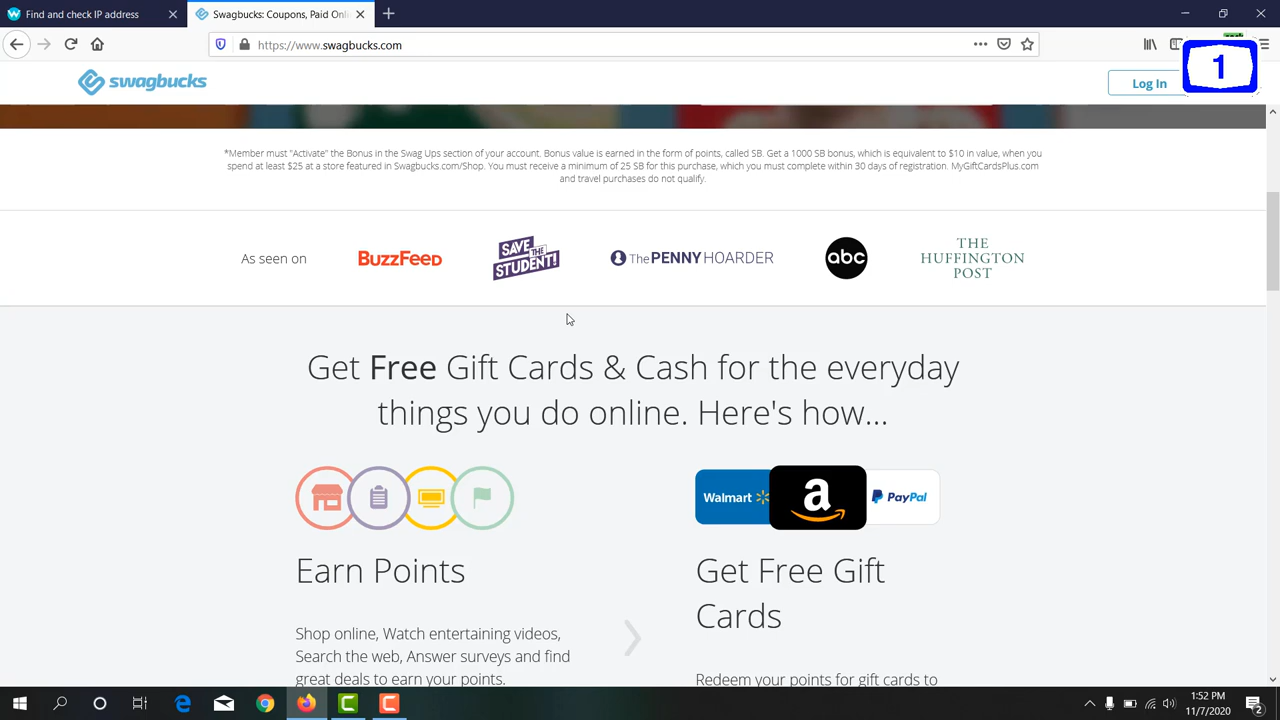 Find and check IP address
Swagbucks: Coupons, Paid Onli
https://www.swagbucks.com
swagbucks
Log In
1
*Member must "Activate" the Bonus in the Swag Ups section of your account. Bonus value is earned in the form of points, called SB. Get a 1000 SB bonus, which is equivalent to $10 in value, when you
spend at least $25 at a store featured in Swagbucks.com/Shop. You must receive a minimum of 25 SB for this purchase, which you must complete within 30 days of registration. MyGiftCardsPlus.com
and travel purchases do not qualify.
As seen on
BuzzFeed
SAVE THE STUDENT!
The PENNY HOARDER
abc
THE
HUFFINGTON
POST
Get Free Gift Cards & Cash for the everyday
things you do online. Here's how...
Walmart
a
PayPal
Earn Points
Get Free Gift
Cards
Shop online, Watch entertaining videos,
Search the web, Answer surveys and find
great deals to earn your points.
Redeem your points for gift cards to
1:52 PM
11/7/2020
2